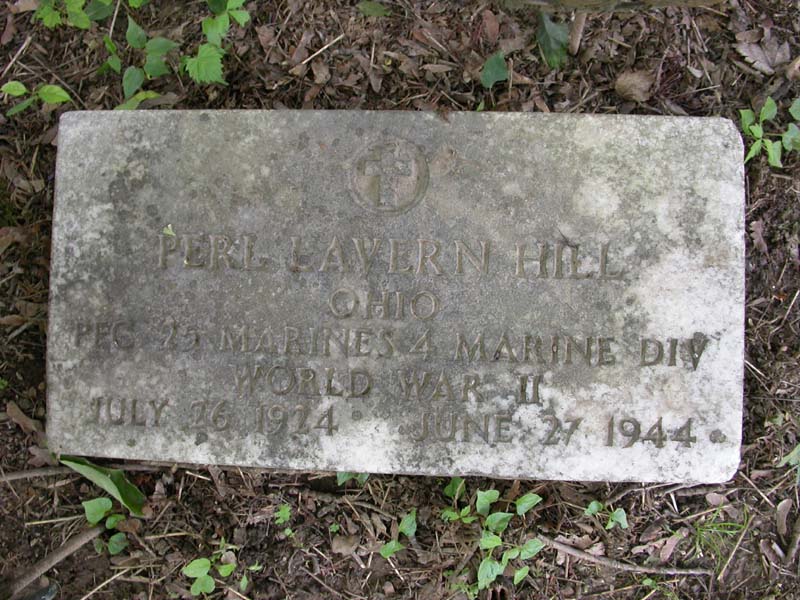 PERL LAVERN HILL
OHIO
PFC 25 MARINES 4 MARINE DIV
WORLD WAR II
JULY 26 1924 JUNE 27 1944